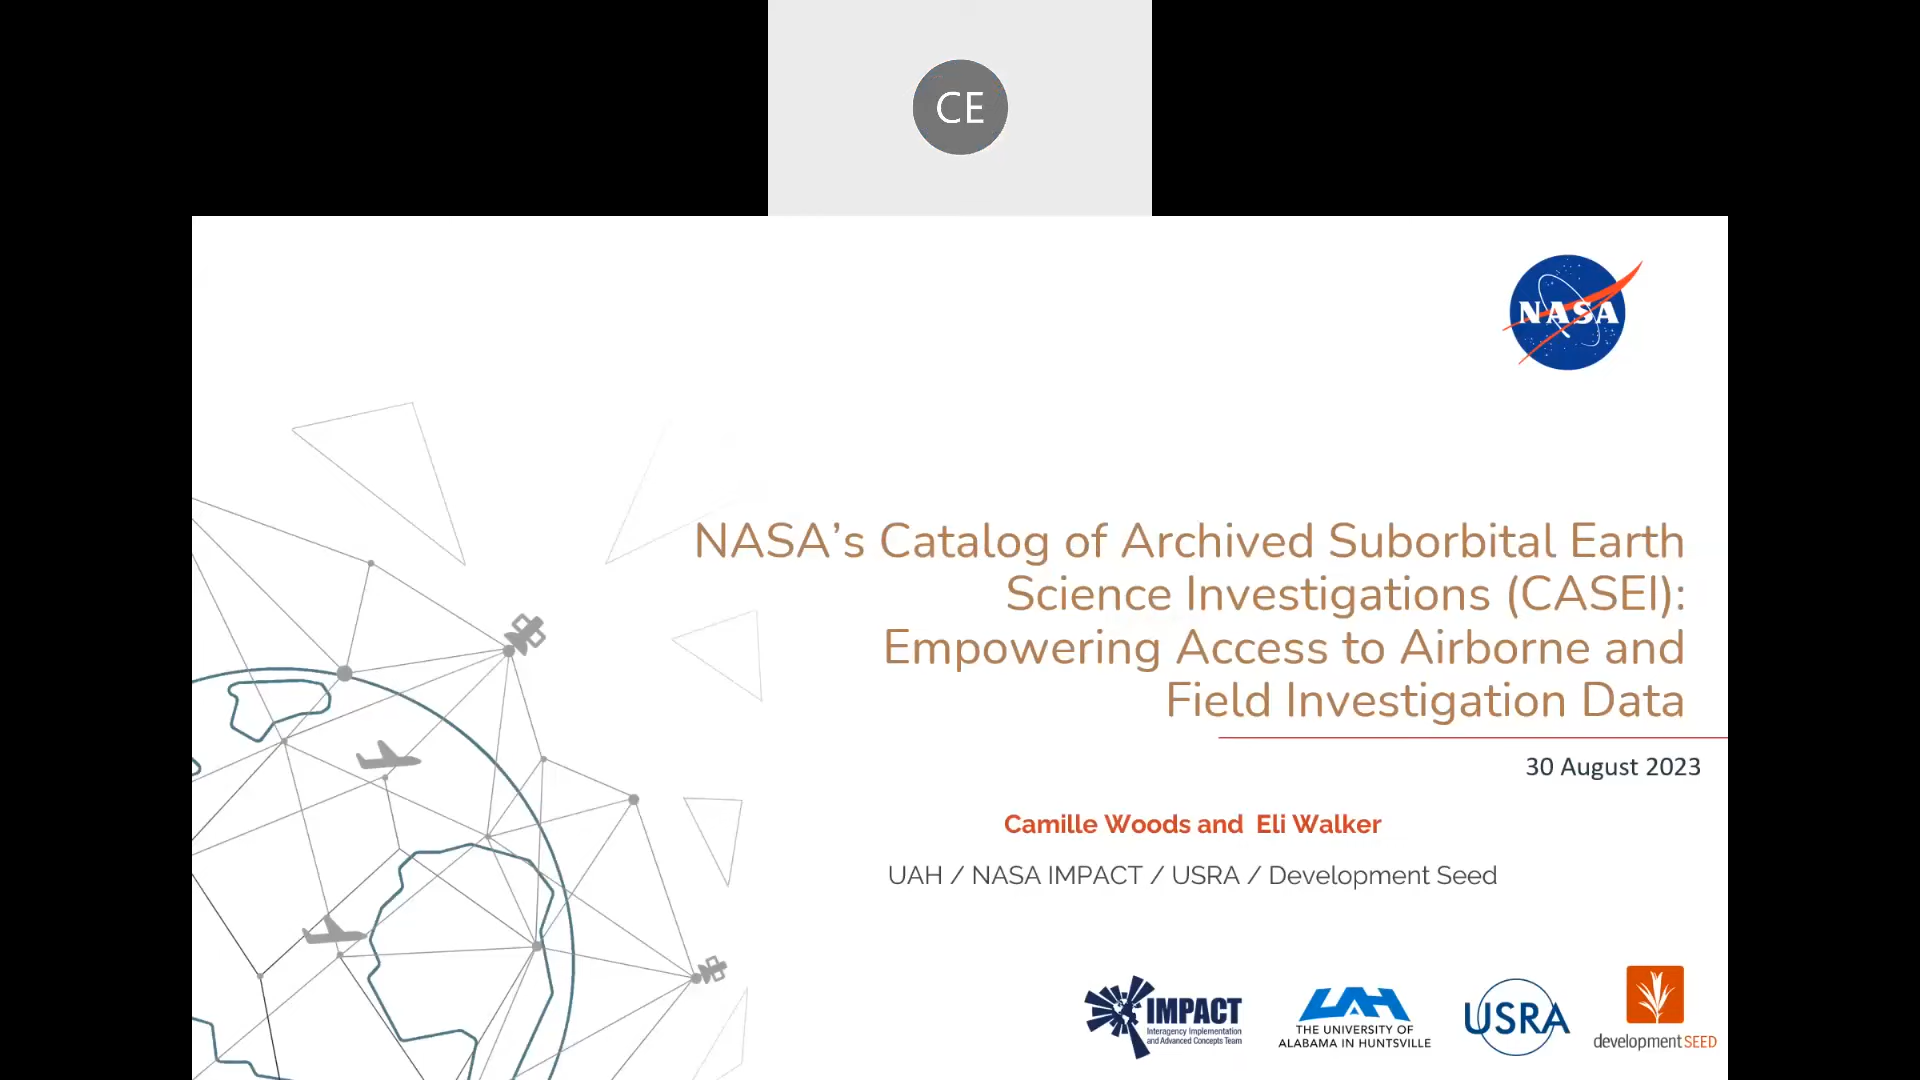 CE
NASA
NASA's Catalog of Archived Suborbital Earth
Science Investigations (CASEI):
Empowering Access to Airborne and
Field Investigation Data
30 August 2023
Camille Woods and  Eli Walker
UAH / NASA IMPACT / USRA / Development Seed
IMPACT
Interagency Implementation
and Advanced Concepts Team
UAH
THE UNIVERSITY OF
ALABAMA IN HUNTSVILLE
USRA
developmentSEED